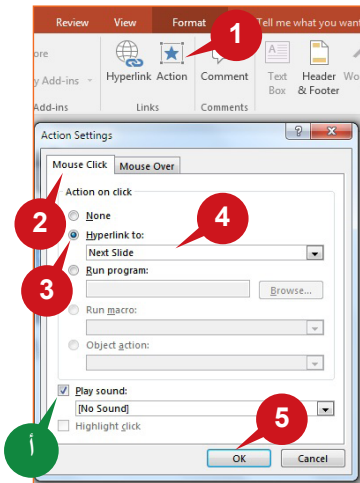 Review View Format Tell me what you want
1
ore
y Add-ins
Hyperlink Action Comment Text Box Header & Footer Wo
Add-ins Links Comments
Action Settings
Mouse Click Mouse Over
Action on click
2
None
4
Hyperlink to:
Next Slide
3
Run program:
Browse...
Run macro:
Object action:
Play sound:
[No Sound]
5
Highlight click
أ
OK Cancel